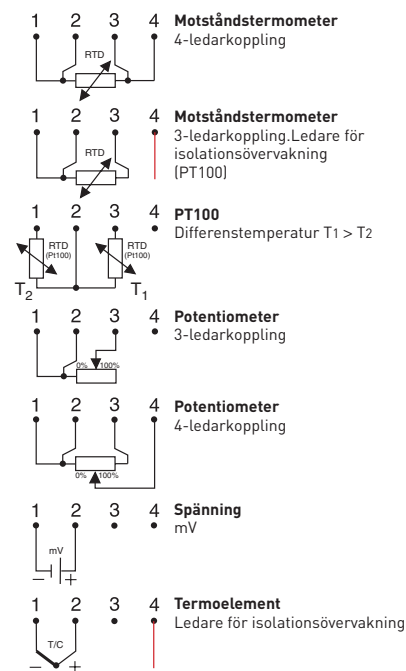 1 2 3 4 Motståndstermometer
4-ledarkoppling
RTD
1 2 3 4 Motståndstermometer
3-ledarkoppling.Ledare för
isolationsövervakning
(PT100)
RTD
1 2 3 4 PT100
Differenstemperatur T1 > T2
RTD RTD
(Pt100) (Pt100)
T2 T1
1 2 3 4 Potentiometer
3-ledarkoppling
0% 100%
1 2 3 4 Potentiometer
4-ledarkoppling
0% 100%
1 2 3 4 Spänning
mV
mV
– +
1 2 3 4 Termoelement
Ledare för isolationsövervakning
T/C
– +